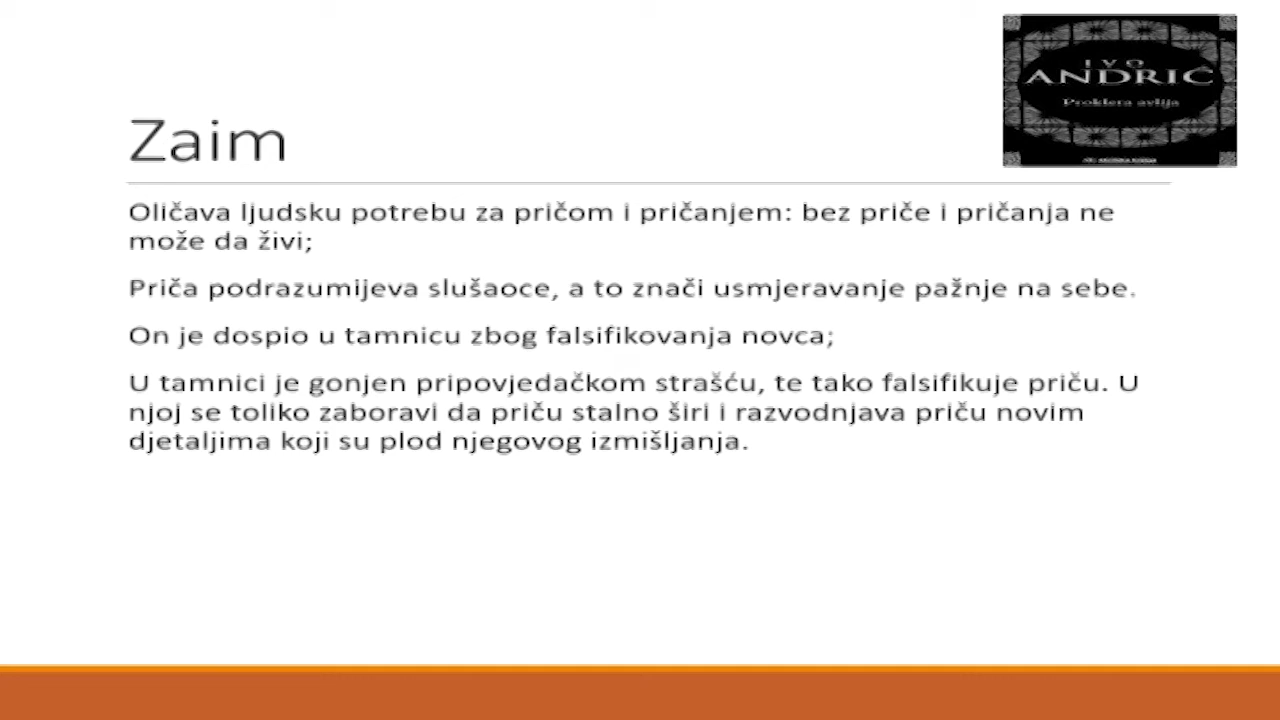 IVO
ANDRIĆ
Prokleta avlija
Zaim
Oličava ljudsku potrebu za pričom i pričanjem: bez priče i pričanja ne
može da živi;
Priča podrazumijeva slušaoce, a to znači usmjeravanje pažnje na sebe.
On je dospio u tamnicu zbog falsifikovanja novca;
U tamnici je gonjen pripovjedačkom strašću, te tako falsifikuje priču. U
njoj se toliko zaboravi da priču stalno širi i razvodnjava priču novim
djetaljima koji su plod njegovog izmišljanja.